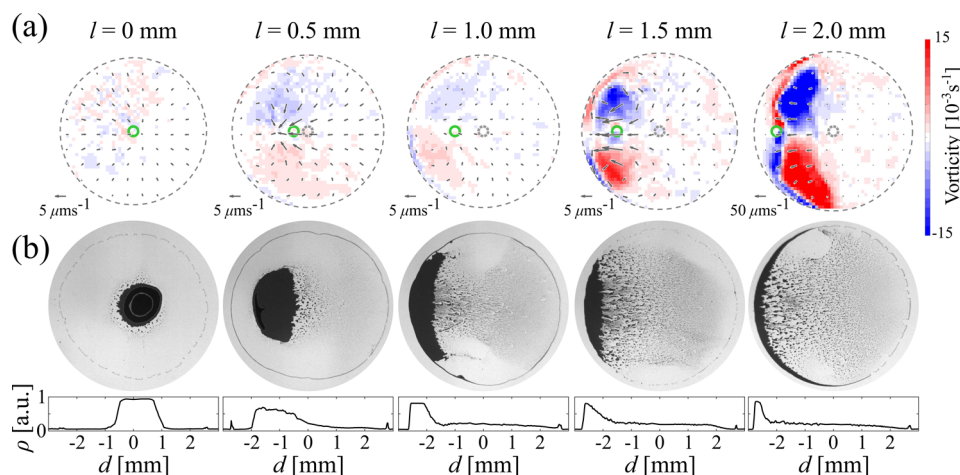 (a)
l = 0 mm
l = 0.5 mm
l = 1.0 mm
l = 1.5 mm
l = 2.0 mm
5 μms⁻¹
5 μms⁻¹
5 μms⁻¹
5 μms⁻¹
50 μms⁻¹
15
Vorticity [10⁻³s⁻¹]
-15
(b)
ρ [a.u.]
1
0
-2 -1 0 1 2
-2 -1 0 1 2
-2 -1 0 1 2
-2 -1 0 1 2
-2 -1 0 1 2
d [mm]
d [mm]
d [mm]
d [mm]
d [mm]